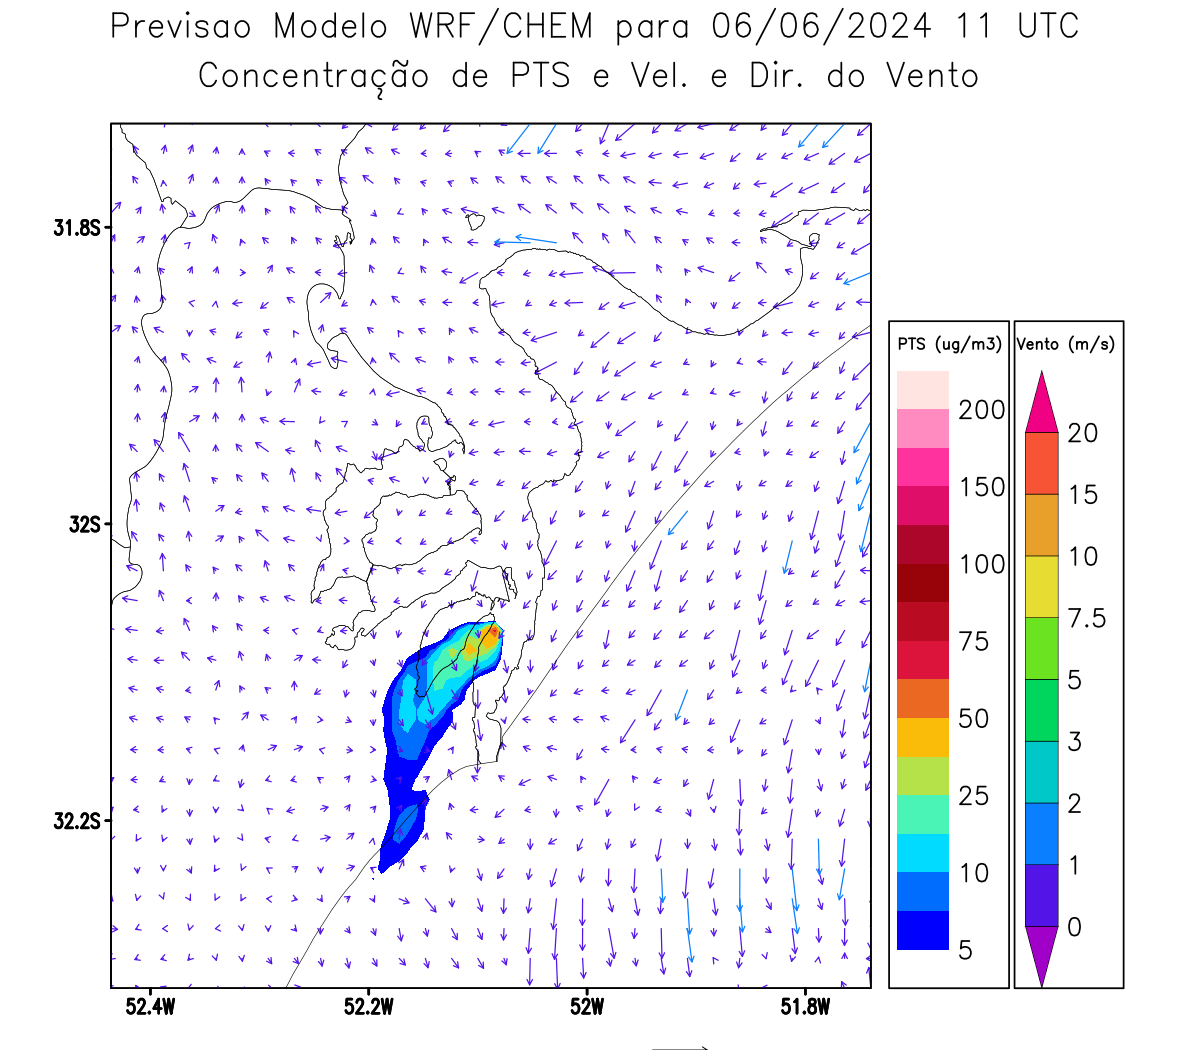 Previsao Modelo WRF/CHEM para 06/06/2024 11 UTC
Concentração de PTS e Vel. e Dir. do Vento
31.8S
32S
32.2S
52.4W
52.2W
52W
51.8W
PTS (ug/m3)
200
150
100
75
50
25
10
5
Vento (m/s)
20
15
10
7.5
5
3
2
1
0